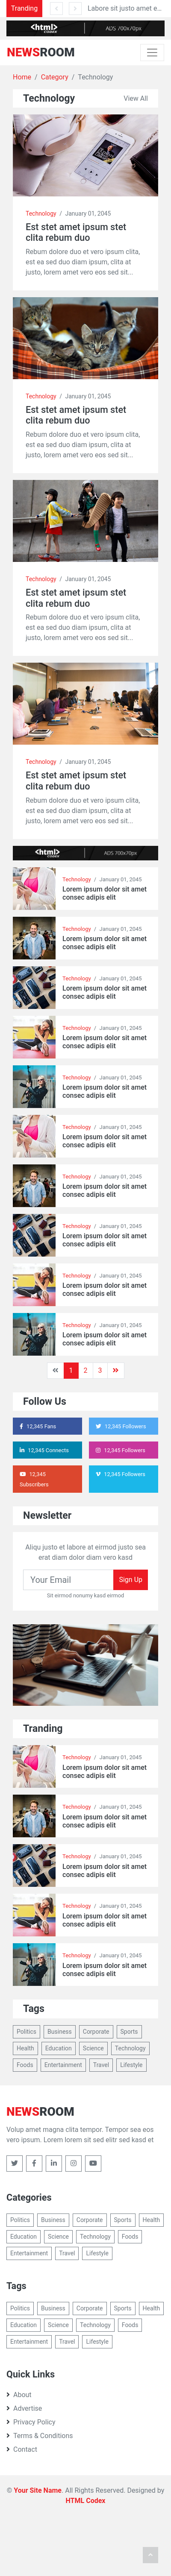 Tranding
Labore sit justo amet e...
<html>
CODEX
ADS 700x70px
NEWSROOM
Home / Category / Technology
Technology
View All
Technology / January 01, 2045
Est stet amet ipsum stet
clita rebum duo
Rebum dolore duo et vero ipsum clita,
est ea sed duo diam ipsum, clita at
justo, lorem amet vero eos sed sit...
Technology / January 01, 2045
Est stet amet ipsum stet
clita rebum duo
Rebum dolore duo et vero ipsum clita,
est ea sed duo diam ipsum, clita at
justo, lorem amet vero eos sed sit...
Technology / January 01, 2045
Est stet amet ipsum stet
clita rebum duo
Rebum dolore duo et vero ipsum clita,
est ea sed duo diam ipsum, clita at
justo, lorem amet vero eos sed sit...
Technology / January 01, 2045
Est stet amet ipsum stet
clita rebum duo
Rebum dolore duo et vero ipsum clita,
est ea sed duo diam ipsum, clita at
justo, lorem amet vero eos sed sit...
<html>
CODEX
ADS 700x70px
Technology / January 01, 2045
Lorem ipsum dolor sit amet
consec adipis elit
Technology / January 01, 2045
Lorem ipsum dolor sit amet
consec adipis elit
Technology / January 01, 2045
Lorem ipsum dolor sit amet
consec adipis elit
Technology / January 01, 2045
Lorem ipsum dolor sit amet
consec adipis elit
Technology / January 01, 2045
Lorem ipsum dolor sit amet
consec adipis elit
Technology / January 01, 2045
Lorem ipsum dolor sit amet
consec adipis elit
Technology / January 01, 2045
Lorem ipsum dolor sit amet
consec adipis elit
Technology / January 01, 2045
Lorem ipsum dolor sit amet
consec adipis elit
Technology / January 01, 2045
Lorem ipsum dolor sit amet
consec adipis elit
Technology / January 01, 2045
Lorem ipsum dolor sit amet
consec adipis elit
« 1 2 3 »
Follow Us
12,345 Fans
12,345 Followers
12,345 Connects
12,345 Followers
12,345
Subscribers
12,345 Followers
Newsletter
Aliqu justo et labore at eirmod justo sea
erat diam dolor diam vero kasd
Your Email
Sign Up
Sit eirmod nonumy kasd eirmod
Tranding
Technology / January 01, 2045
Lorem ipsum dolor sit amet
consec adipis elit
Technology / January 01, 2045
Lorem ipsum dolor sit amet
consec adipis elit
Technology / January 01, 2045
Lorem ipsum dolor sit amet
consec adipis elit
Technology / January 01, 2045
Lorem ipsum dolor sit amet
consec adipis elit
Technology / January 01, 2045
Lorem ipsum dolor sit amet
consec adipis elit
Tags
Politics Business Corporate Sports
Health Education Science Technology
Foods Entertainment Travel Lifestyle
NEWSROOM
Volup amet magna clita tempor. Tempor sea eos
vero ipsum. Lorem lorem sit sed elitr sed kasd et
Categories
Politics Business Corporate Sports Health
Education Science Technology Foods
Entertainment Travel Lifestyle
Tags
Politics Business Corporate Sports Health
Education Science Technology Foods
Entertainment Travel Lifestyle
Quick Links
About
Advertise
Privacy Policy
Terms & Conditions
Contact
© Your Site Name. All Rights Reserved. Designed by
HTML Codex